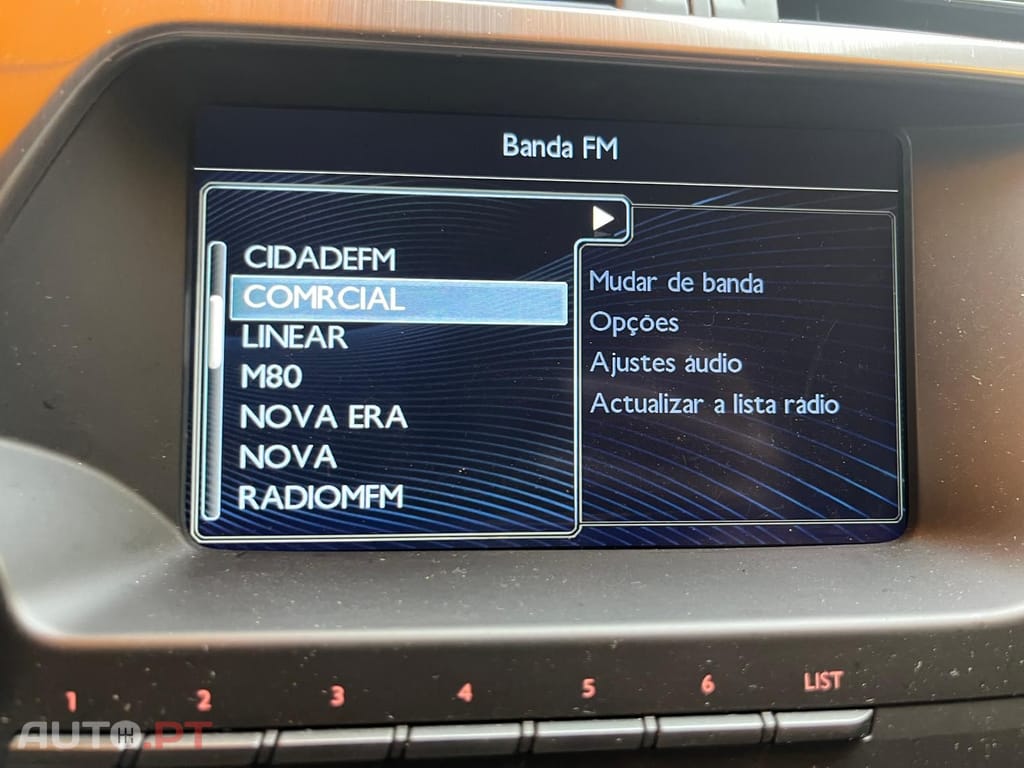 Banda FM
CIDADEFM
COMRCIAL
LINEAR
M80
NOVA ERA
NOVA
RADIOMFM
Mudar de banda
Opções
Ajustes áudio
Actualizar a lista rádio
1 2 3 4 5 6 LIST
AUTO.PT